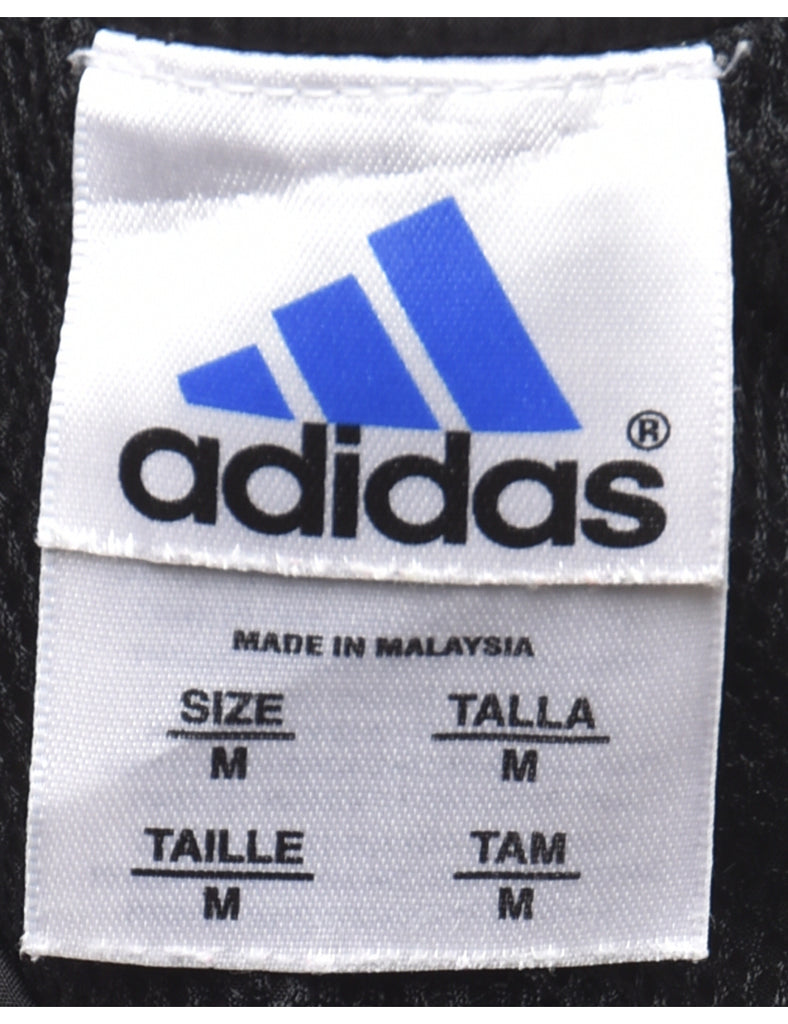 adidas®
MADE IN MALAYSIA
SIZE TALLA
M M
TAILLE TAM
M M